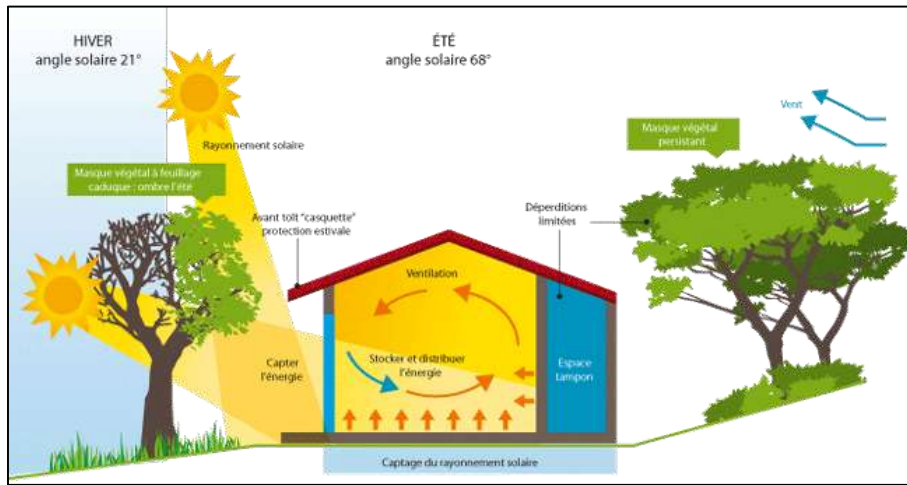 HIVER
angle solaire 21°
ÉTÉ
angle solaire 68°
Rayonnement solaire
Masque végétal à feuillage
caduque : ombre l'été
Avant toit "casquette"
protection estivale
Ventilation
Déperditions
limitées
Masque végétal
persistant
Vent
Capter
l'énergie
Stocker et distribuer
l'énergie
Espace
tampon
Captage du rayonnement solaire